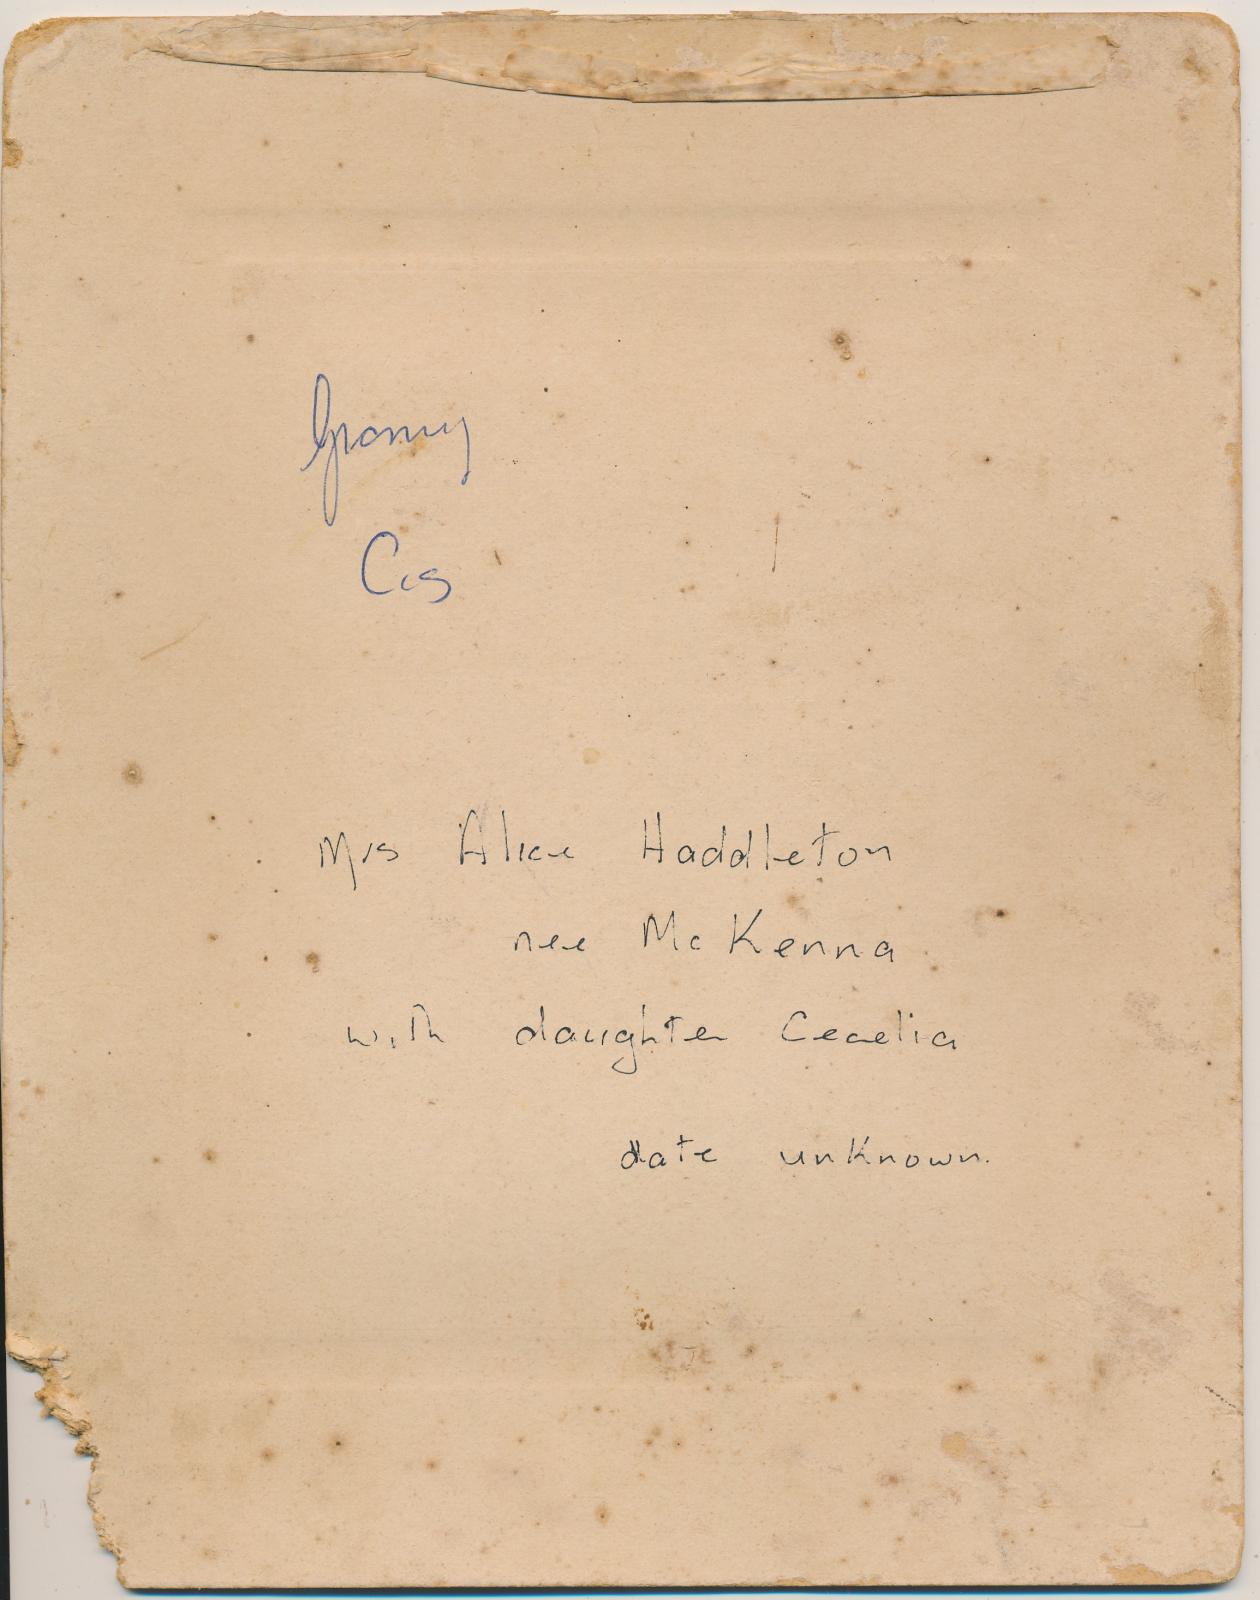 Granny
Cis
Mrs Alice Haddleton
nee McKenna
with daughter Cecelia
date unknown.